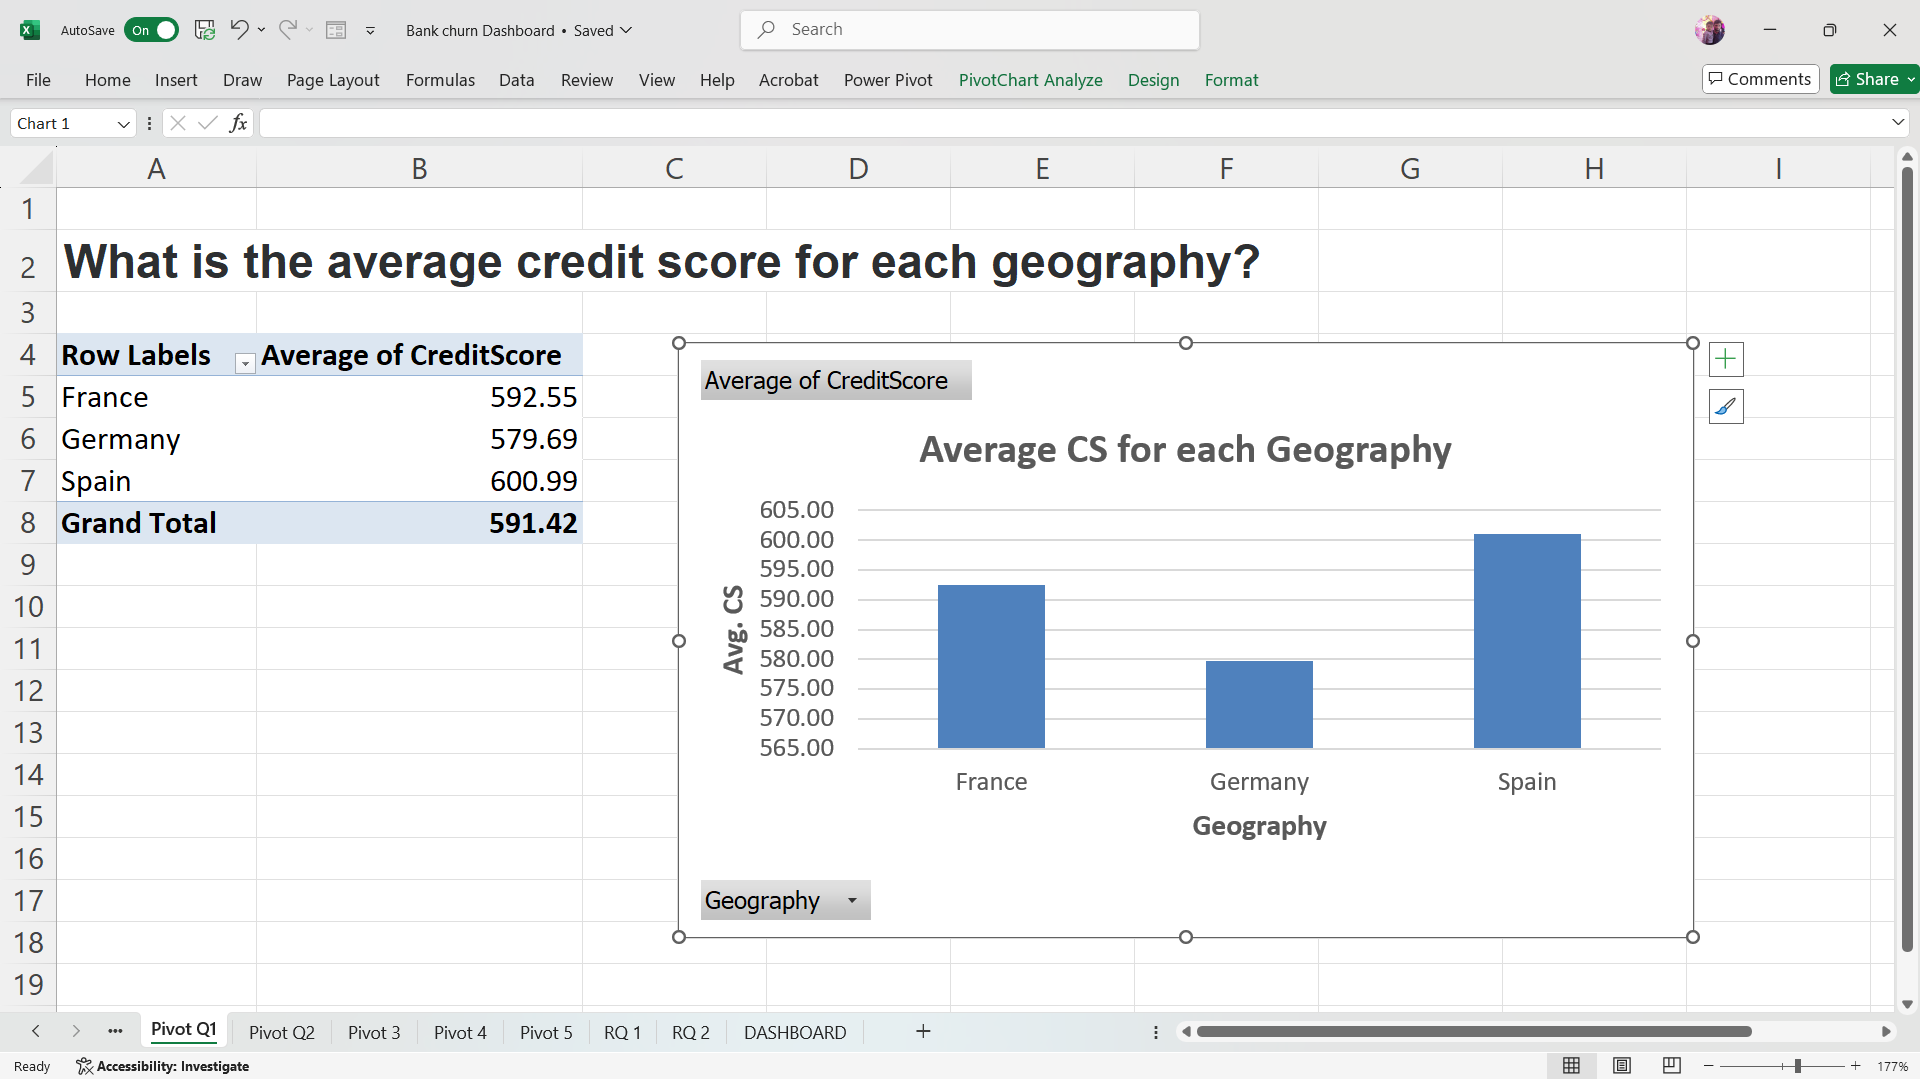 AutoSave On Bank churn Dashboard • Saved Search
File Home Insert Draw Page Layout Formulas Data Review View Help Acrobat Power Pivot PivotChart Analyze Design Format Comments Share
Chart 1 fx
A B C D E F G H I
1
2 What is the average credit score for each geography?
3
4 Row Labels Average of CreditScore
5 France 592.55
6 Germany 579.69
7 Spain 600.99
8 Grand Total 591.42
9
10
11
12
13
14
15
16
17
18
19
Average of CreditScore
Average CS for each Geography
Avg. CS
605.00
600.00
595.00
590.00
585.00
580.00
575.00
570.00
565.00
France Germany Spain
Geography
Geography
Pivot Q1 Pivot Q2 Pivot 3 Pivot 4 Pivot 5 RQ 1 RQ 2 DASHBOARD
Ready Accessibility: Investigate 177%